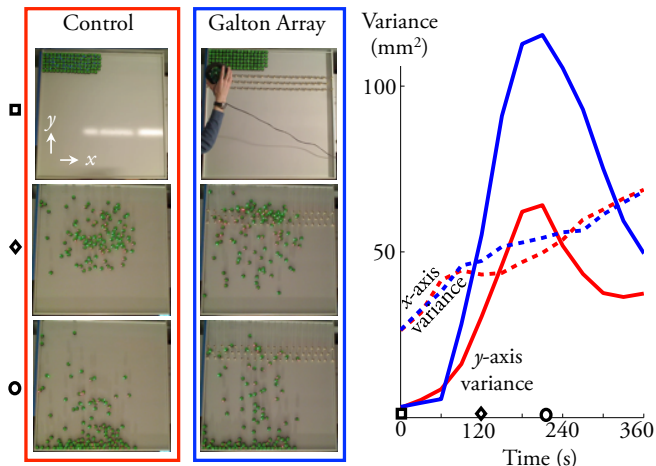 Control
Galton Array
y
x
Variance
(mm²)
100
50
x-axis
variance
y-axis
variance
0
120
240
360
Time (s)